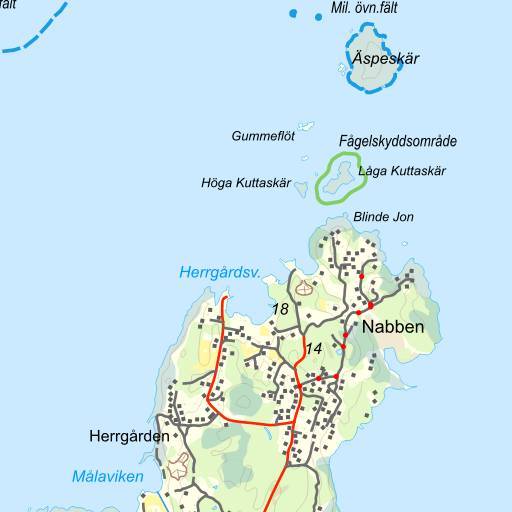 fält
Mil. övn.fält
Äspeskär
Gummeflöt
Fågelskyddsområde
Låga Kuttaskär
Höga Kuttaskär
Blinde Jon
Herrgårdsv.
18
Nabben
14
Herrgården
Målaviken